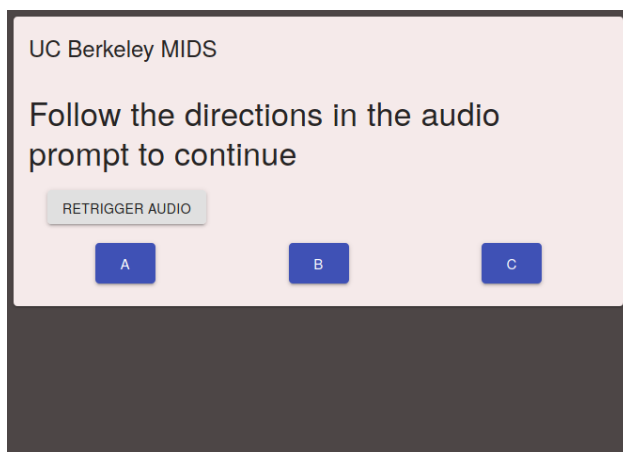 UC Berkeley MIDS
Follow the directions in the audio
prompt to continue
RETRIGGER AUDIO
A B C